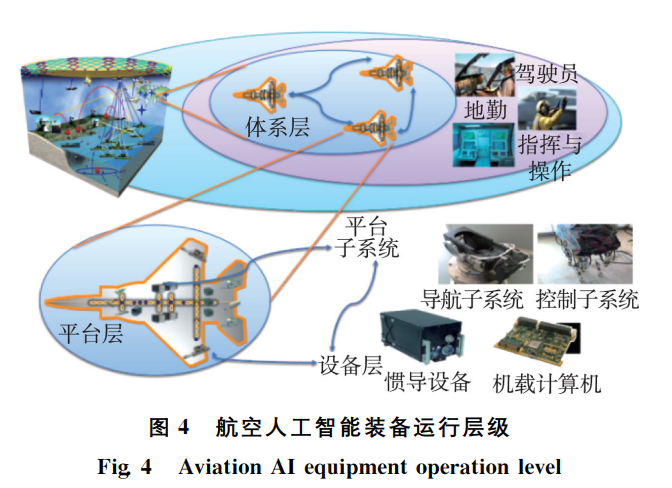 驾驶员
地勤
体系层
指挥与
操作
平台
子系统
导航子系统 控制子系统
平台层
设备层
惯导设备 机载计算机
图 4 航空人工智能装备运行层级
Fig. 4 Aviation AI equipment operation level